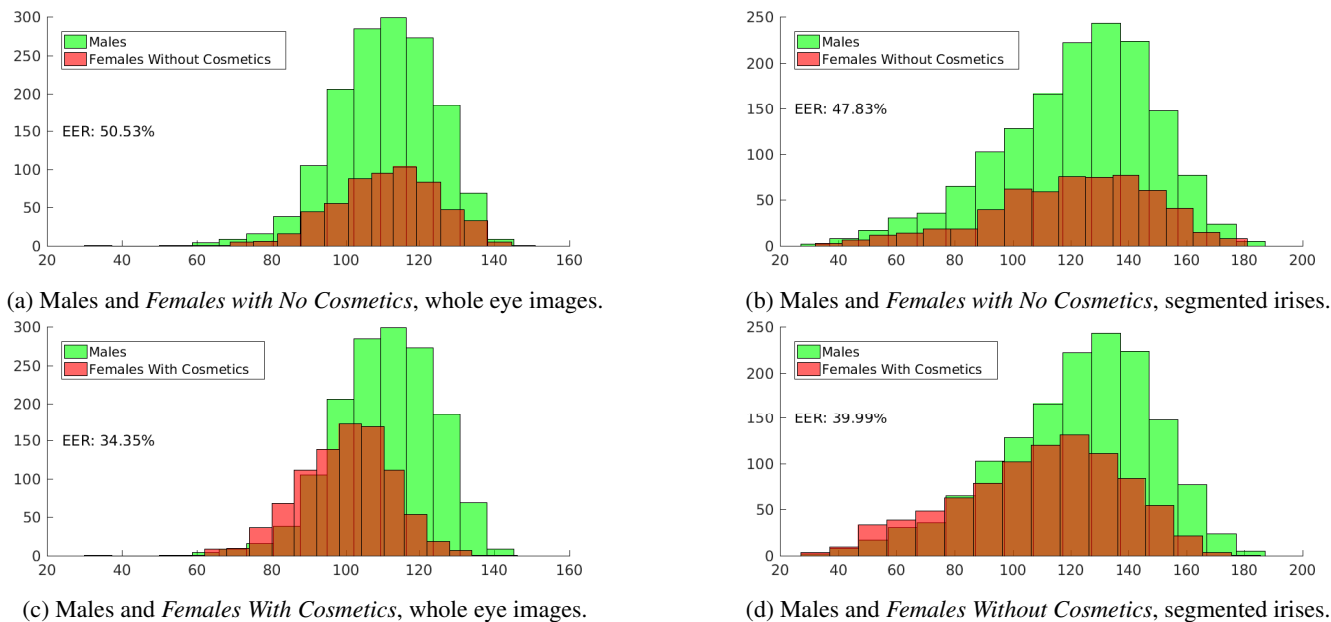 300
250
200
150
100
50
0
Males
Females Without Cosmetics
EER: 50.53%
20 40 60 80 100 120 140 160
(a) Males and Females with No Cosmetics, whole eye images.
250
200
150
100
50
0
Males
Females Without Cosmetics
EER: 47.83%
20 40 60 80 100 120 140 160 180 200
(b) Males and Females with No Cosmetics, segmented irises.
300
250
200
150
100
50
0
Males
Females With Cosmetics
EER: 34.35%
20 40 60 80 100 120 140 160
(c) Males and Females With Cosmetics, whole eye images.
250
200
150
100
50
0
Males
Females With Cosmetics
EER: 39.99%
20 40 60 80 100 120 140 160 180 200
(d) Males and Females Without Cosmetics, segmented irises.